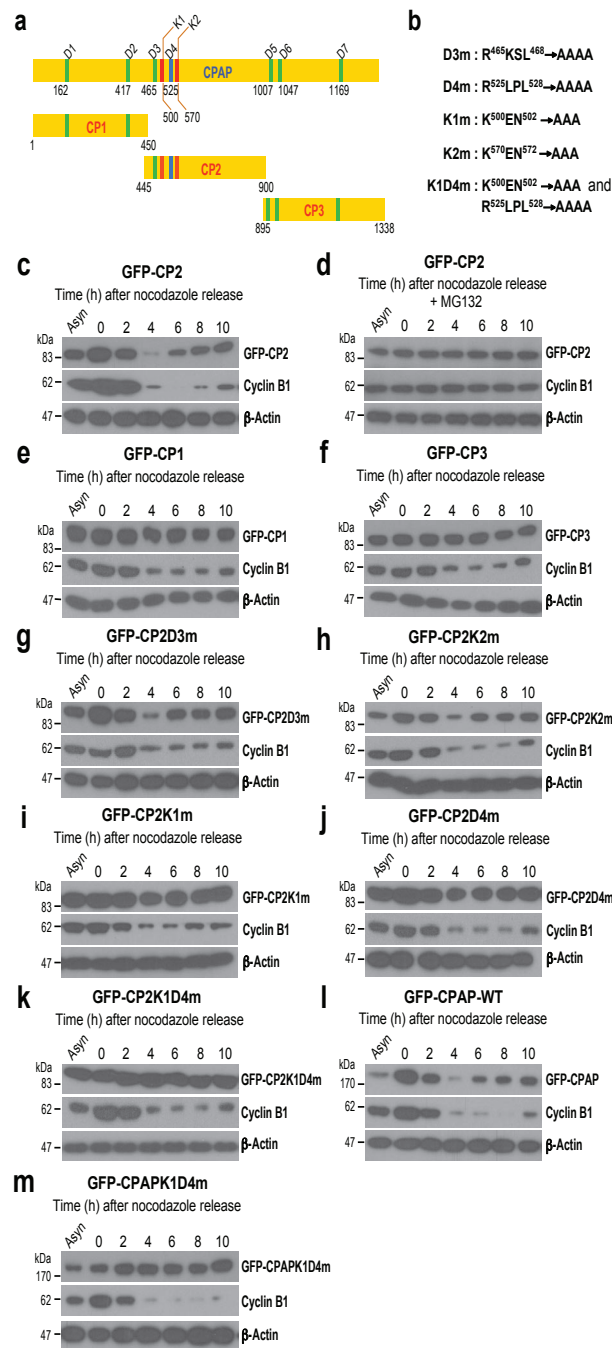 a
D1 D2 D3 K1 D4 K2 D5 D6 D7
CPAP
162 417 465 525 1007 1047 1169
500 570
CP1
1 450
CP2
445 900
CP3
895 1338
b
D3m : R⁴⁶⁵KSL⁴⁶⁸→AAAA
D4m : R⁵²⁵LPL⁵²⁸→AAAA
K1m : K⁵⁰⁰EN⁵⁰²→AAA
K2m : K⁵⁷⁰EN⁵⁷²→AAA
K1D4m : K⁵⁰⁰EN⁵⁰²→AAA and
R⁵²⁵LPL⁵²⁸→AAAA
c
GFP-CP2
Time (h) after nocodazole release
kDa Asyn 0 2 4 6 8 10
83 GFP-CP2
62 Cyclin B1
47 β-Actin
d
GFP-CP2
Time (h) after nocodazole release
+ MG132
kDa Asyn 0 2 4 6 8 10
83 GFP-CP2
62 Cyclin B1
47 β-Actin
e
GFP-CP1
Time (h) after nocodazole release
kDa Asyn 0 2 4 6 8 10
83 GFP-CP1
62 Cyclin B1
47 β-Actin
f
GFP-CP3
Time (h) after nocodazole release
kDa Asyn 0 2 4 6 8 10
83 GFP-CP3
62 Cyclin B1
47 β-Actin
g
GFP-CP2D3m
Time (h) after nocodazole release
kDa Asyn 0 2 4 6 8 10
83 GFP-CP2D3m
62 Cyclin B1
47 β-Actin
h
GFP-CP2K2m
Time (h) after nocodazole release
kDa Asyn 0 2 4 6 8 10
83 GFP-CP2K2m
62 Cyclin B1
47 β-Actin
i
GFP-CP2K1m
Time (h) after nocodazole release
kDa Asyn 0 2 4 6 8 10
83 GFP-CP2K1m
62 Cyclin B1
47 β-Actin
j
GFP-CP2D4m
Time (h) after nocodazole release
kDa Asyn 0 2 4 6 8 10
83 GFP-CP2D4m
62 Cyclin B1
47 β-Actin
k
GFP-CP2K1D4m
Time (h) after nocodazole release
kDa Asyn 0 2 4 6 8 10
83 GFP-CP2K1D4m
62 Cyclin B1
47 β-Actin
l
GFP-CPAP-WT
Time (h) after nocodazole release
kDa Asyn 0 2 4 6 8 10
170 GFP-CPAP
62 Cyclin B1
47 β-Actin
m
GFP-CPAPK1D4m
Time (h) after nocodazole release
kDa Asyn 0 2 4 6 8 10
170 GFP-CPAPK1D4m
62 Cyclin B1
47 β-Actin